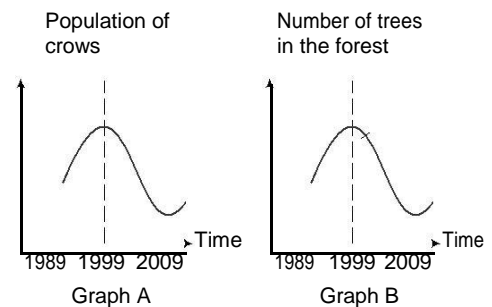 Population of
crows
Number of trees
in the forest
Time
Time
1989 1999 2009
1989 1999 2009
Graph A
Graph B